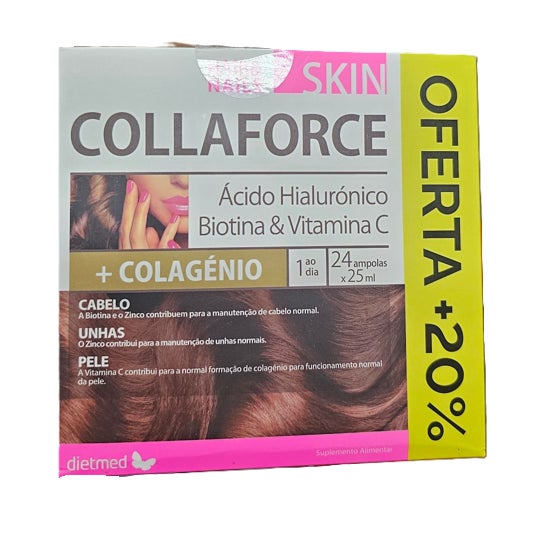 NAILS SKIN
COLLAFORCE
Ácido Hialurónico
Biotina & Vitamina C
+ COLAGÉNIO
1 ao dia
24 ampolas x 25 ml
CABELO
A Biotina e o Zinco contribuem para a manutenção de cabelo normal.
UNHAS
O Zinco contribui para a manutenção de unhas normais.
PELE
A Vitamina C contribui para a normal formação de colagénio para funcionamento normal
da pele.
dietmed
Suplemento Alimentar
OFERTA +20%